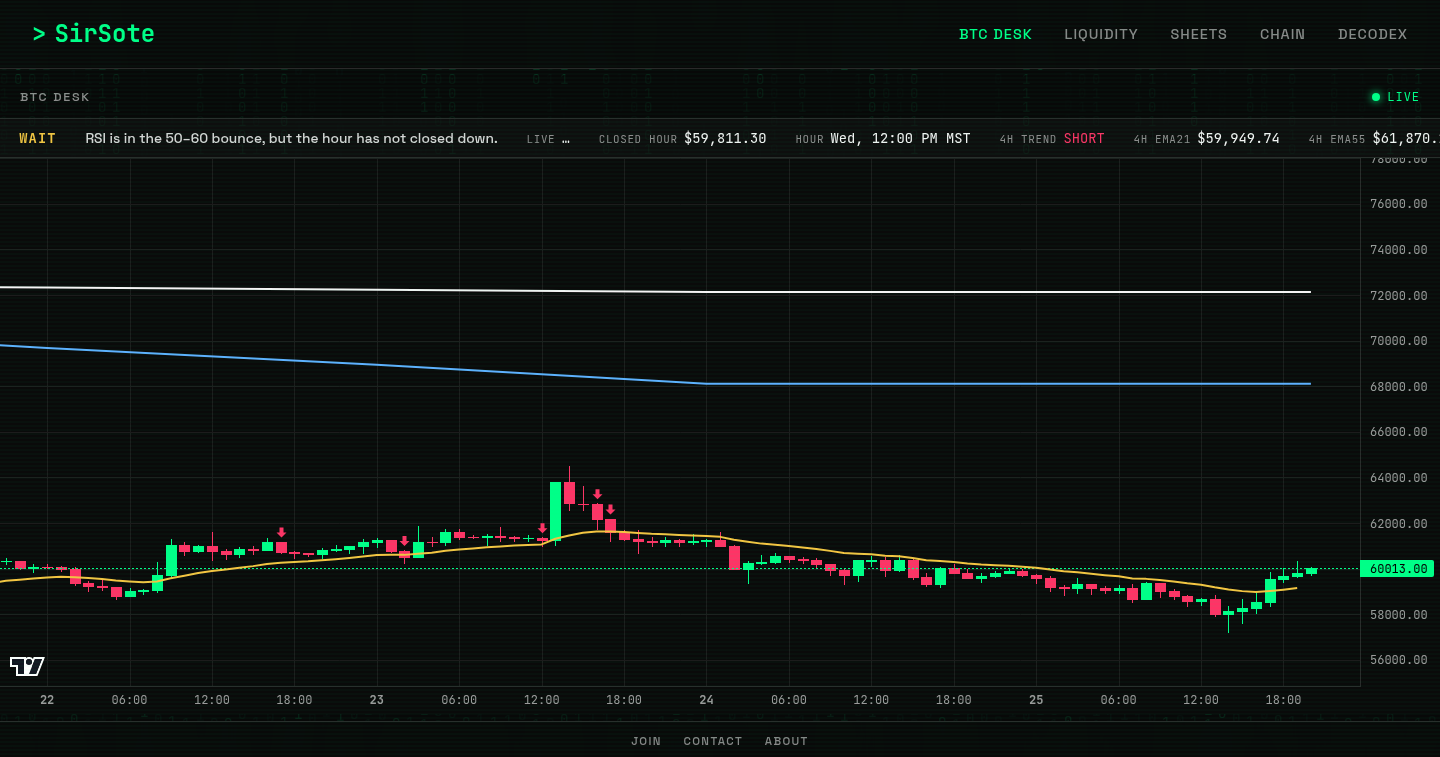 > SirSote
BTC DESK LIQUIDITY SHEETS CHAIN DECODEX
BTC DESK
LIVE
WAIT RSI is in the 50–60 bounce, but the hour has not closed down. LIVE … CLOSED HOUR $59,811.30 HOUR Wed, 12:00 PM MST 4H TREND SHORT 4H EMA21 $59,949.74 4H EMA55 $61,870.
78000.00
76000.00
74000.00
72000.00
70000.00
68000.00
66000.00
64000.00
62000.00
60013.00
58000.00
56000.00
22 06:00 12:00 18:00 23 06:00 12:00 18:00 24 06:00 12:00 18:00 25 06:00 12:00 18:00
JOIN CONTACT ABOUT